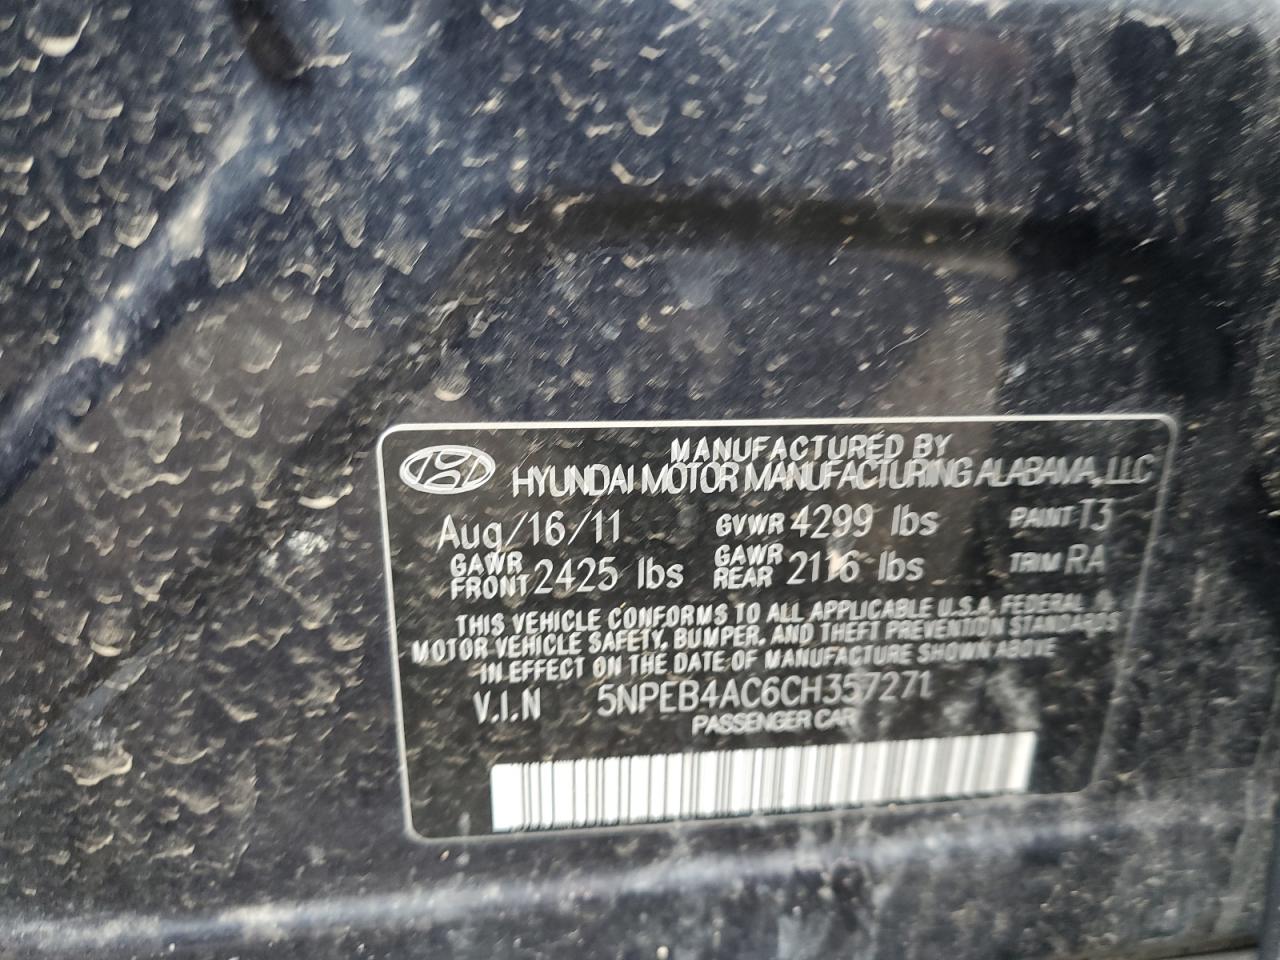 MANUFACTURED BY
HYUNDAI MOTOR MANUFACTURING ALABAMA, LLC
Aug/16/11 GVWR 4299 lbs PAINT T3
GAWR FRONT 2425 lbs GAWR REAR 2116 lbs TRIM RA
THIS VEHICLE CONFORMS TO ALL APPLICABLE U.S.A. FEDERAL
MOTOR VEHICLE SAFETY, BUMPER, AND THEFT PREVENTION STANDARDS
IN EFFECT ON THE DATE OF MANUFACTURE SHOWN ABOVE
V.I.N 5NPEB4AC6CH357271
PASSENGER CAR